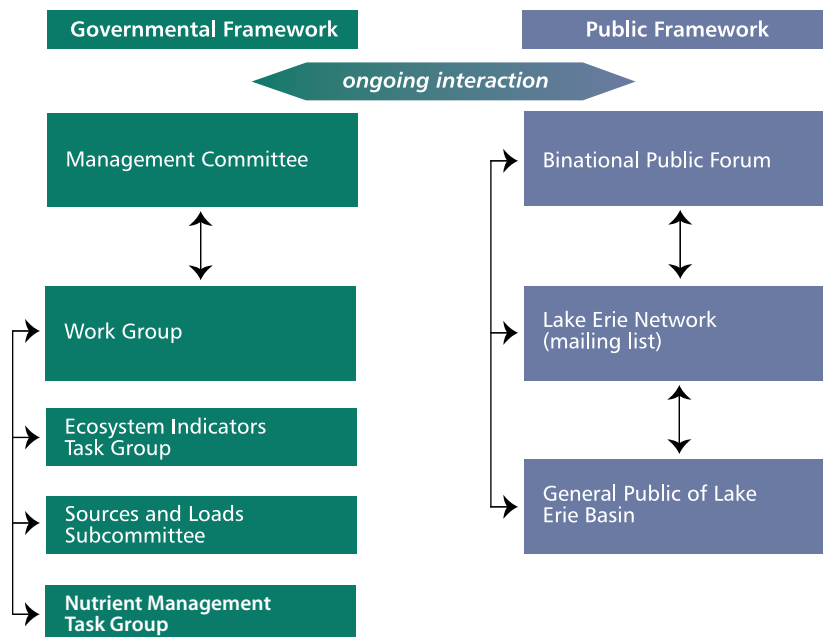 Governmental Framework
Public Framework
ongoing interaction
Management Committee
Binational Public Forum
Work Group
Lake Erie Network
(mailing list)
Ecosystem Indicators
Task Group
General Public of Lake
Erie Basin
Sources and Loads
Subcommittee
Nutrient Management
Task Group